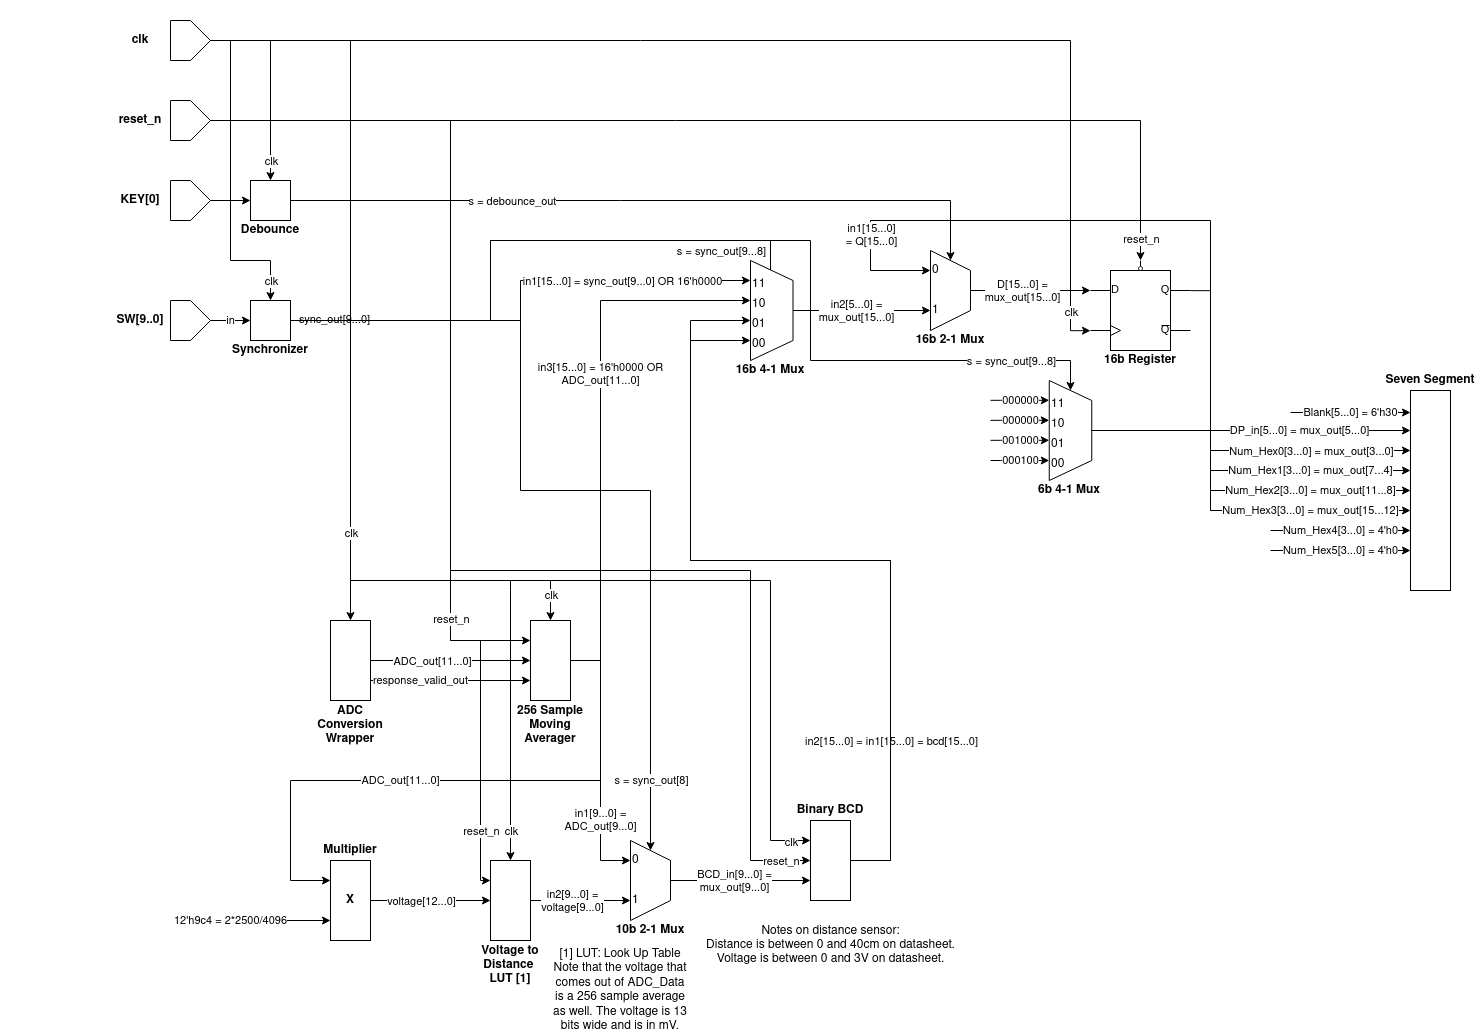 clk
reset_n
clk
KEY[0]
s = debounce_out
Debounce
in1[15...0]
= Q[15...0]
reset_n
s = sync_out[9...8]
clk
in1[15...0] = sync_out[9...0] OR 16'h0000
11
10
01
00
0
1
D[15...0] =
mux_out[15...0]
D
Q
Q
clk
in2[5...0] =
mux_out[15...0]
SW[9..0]
in
sync_out[9...0]
Synchronizer
16b 2-1 Mux
16b Register
16b 4-1 Mux
s = sync_out[9...8]
in3[15...0] = 16'h0000 OR
ADC_out[11...0]
Seven Segment
000000
000000
001000
000100
11
10
01
00
6b 4-1 Mux
Blank[5...0] = 6'h30
DP_in[5...0] = mux_out[5...0]
Num_Hex0[3...0] = mux_out[3...0]
Num_Hex1[3...0] = mux_out[7...4]
Num_Hex2[3...0] = mux_out[11...8]
Num_Hex3[3...0] = mux_out[15...12]
Num_Hex4[3...0] = 4'h0
Num_Hex5[3...0] = 4'h0
clk
clk
reset_n
ADC_out[11...0]
response_valid_out
ADC
Conversion
Wrapper
256 Sample
Moving
Averager
in2[15...0] = in1[15...0] = bcd[15...0]
ADC_out[11...0]
s = sync_out[8]
in1[9...0] =
ADC_out[9...0]
Binary BCD
reset_n
clk
clk
reset_n
Multiplier
X
0
1
BCD_in[9...0] =
mux_out[9...0]
voltage[12...0]
in2[9...0] =
voltage[9...0]
12'h9c4 = 2*2500/4096
10b 2-1 Mux
Voltage to
Distance
LUT [1]
[1] LUT: Look Up Table
Note that the voltage that
comes out of ADC_Data
is a 256 sample average
as well. The voltage is 13
bits wide and is in mV.
Notes on distance sensor:
Distance is between 0 and 40cm on datasheet.
Voltage is between 0 and 3V on datasheet.